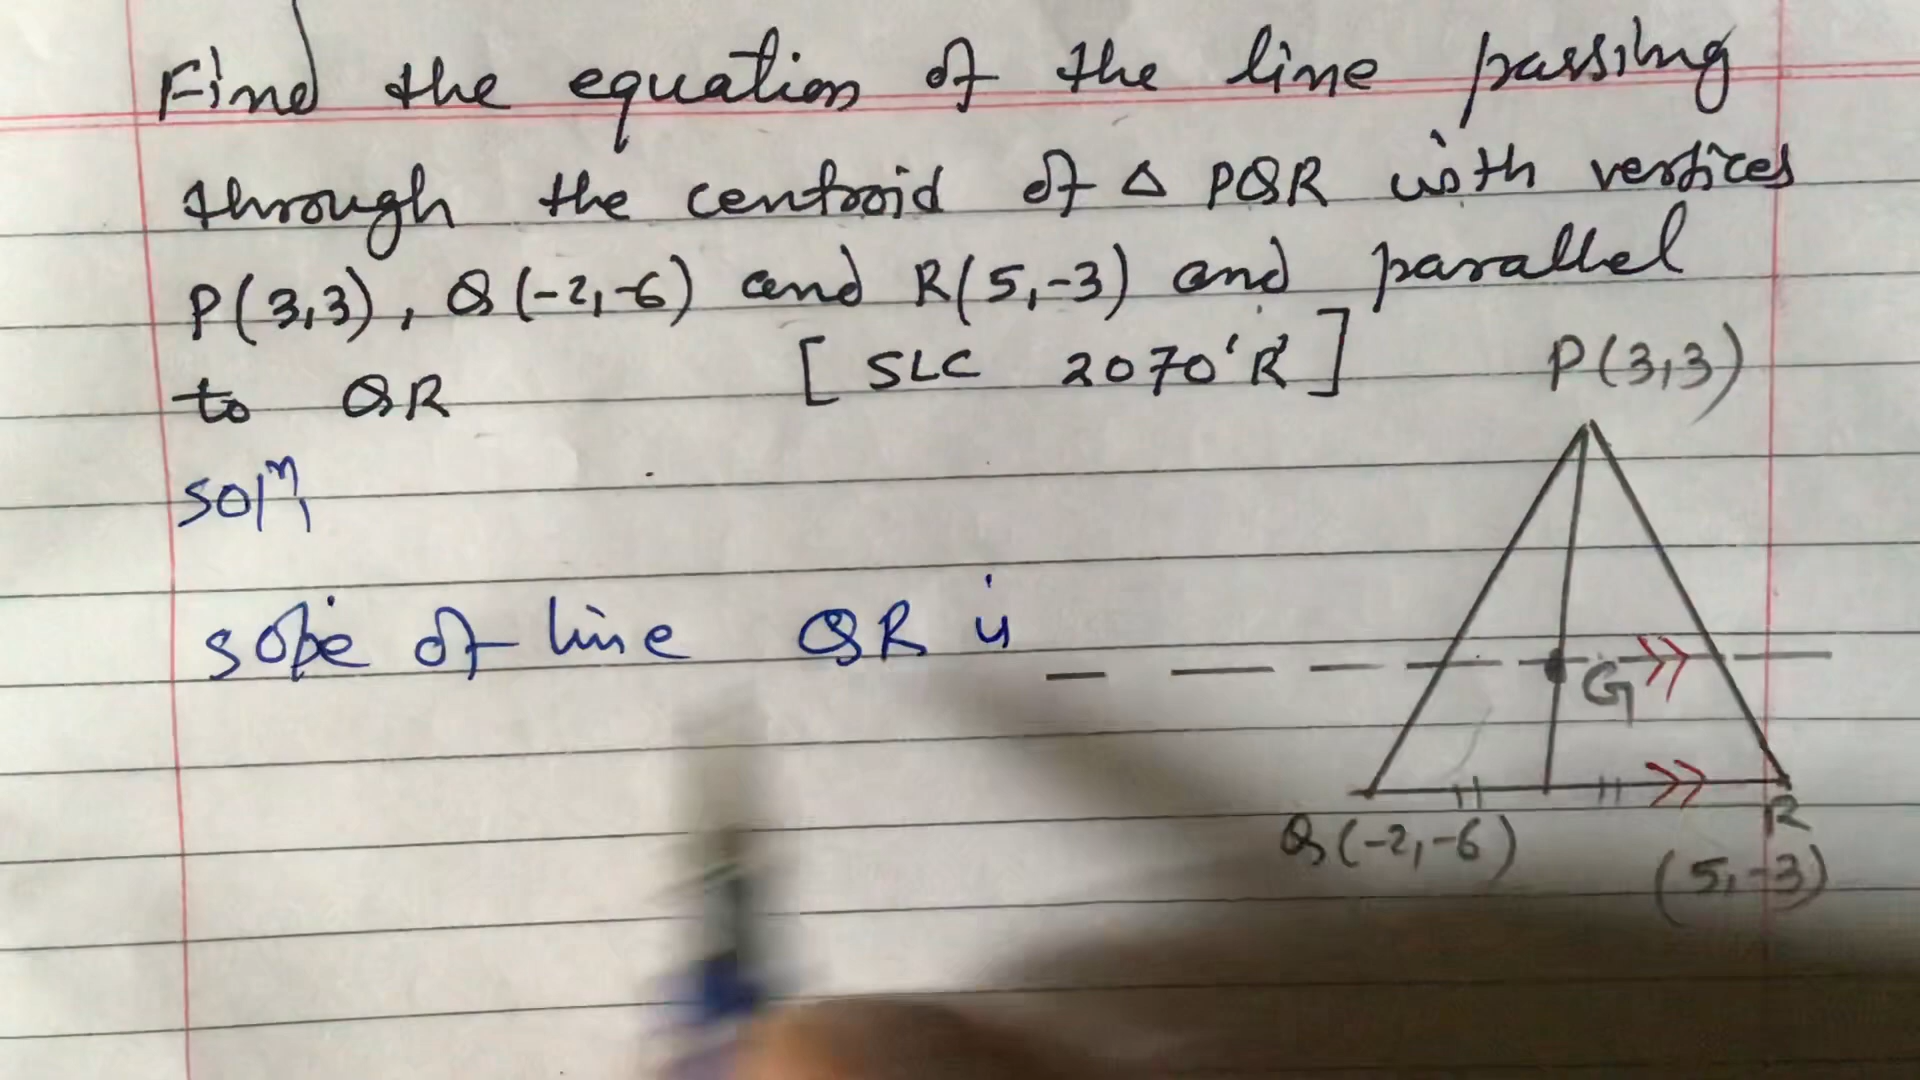 Find the equation of the line passing
through the centroid of △ PQR with vertices
P(3,3), Q(-2,-6) and R(5,-3) and parallel
to QR [SLC 2070'R']
P(3,3)
solⁿ,
sope of line QR is
G
Q(-2,-6)
R
(5,-3)